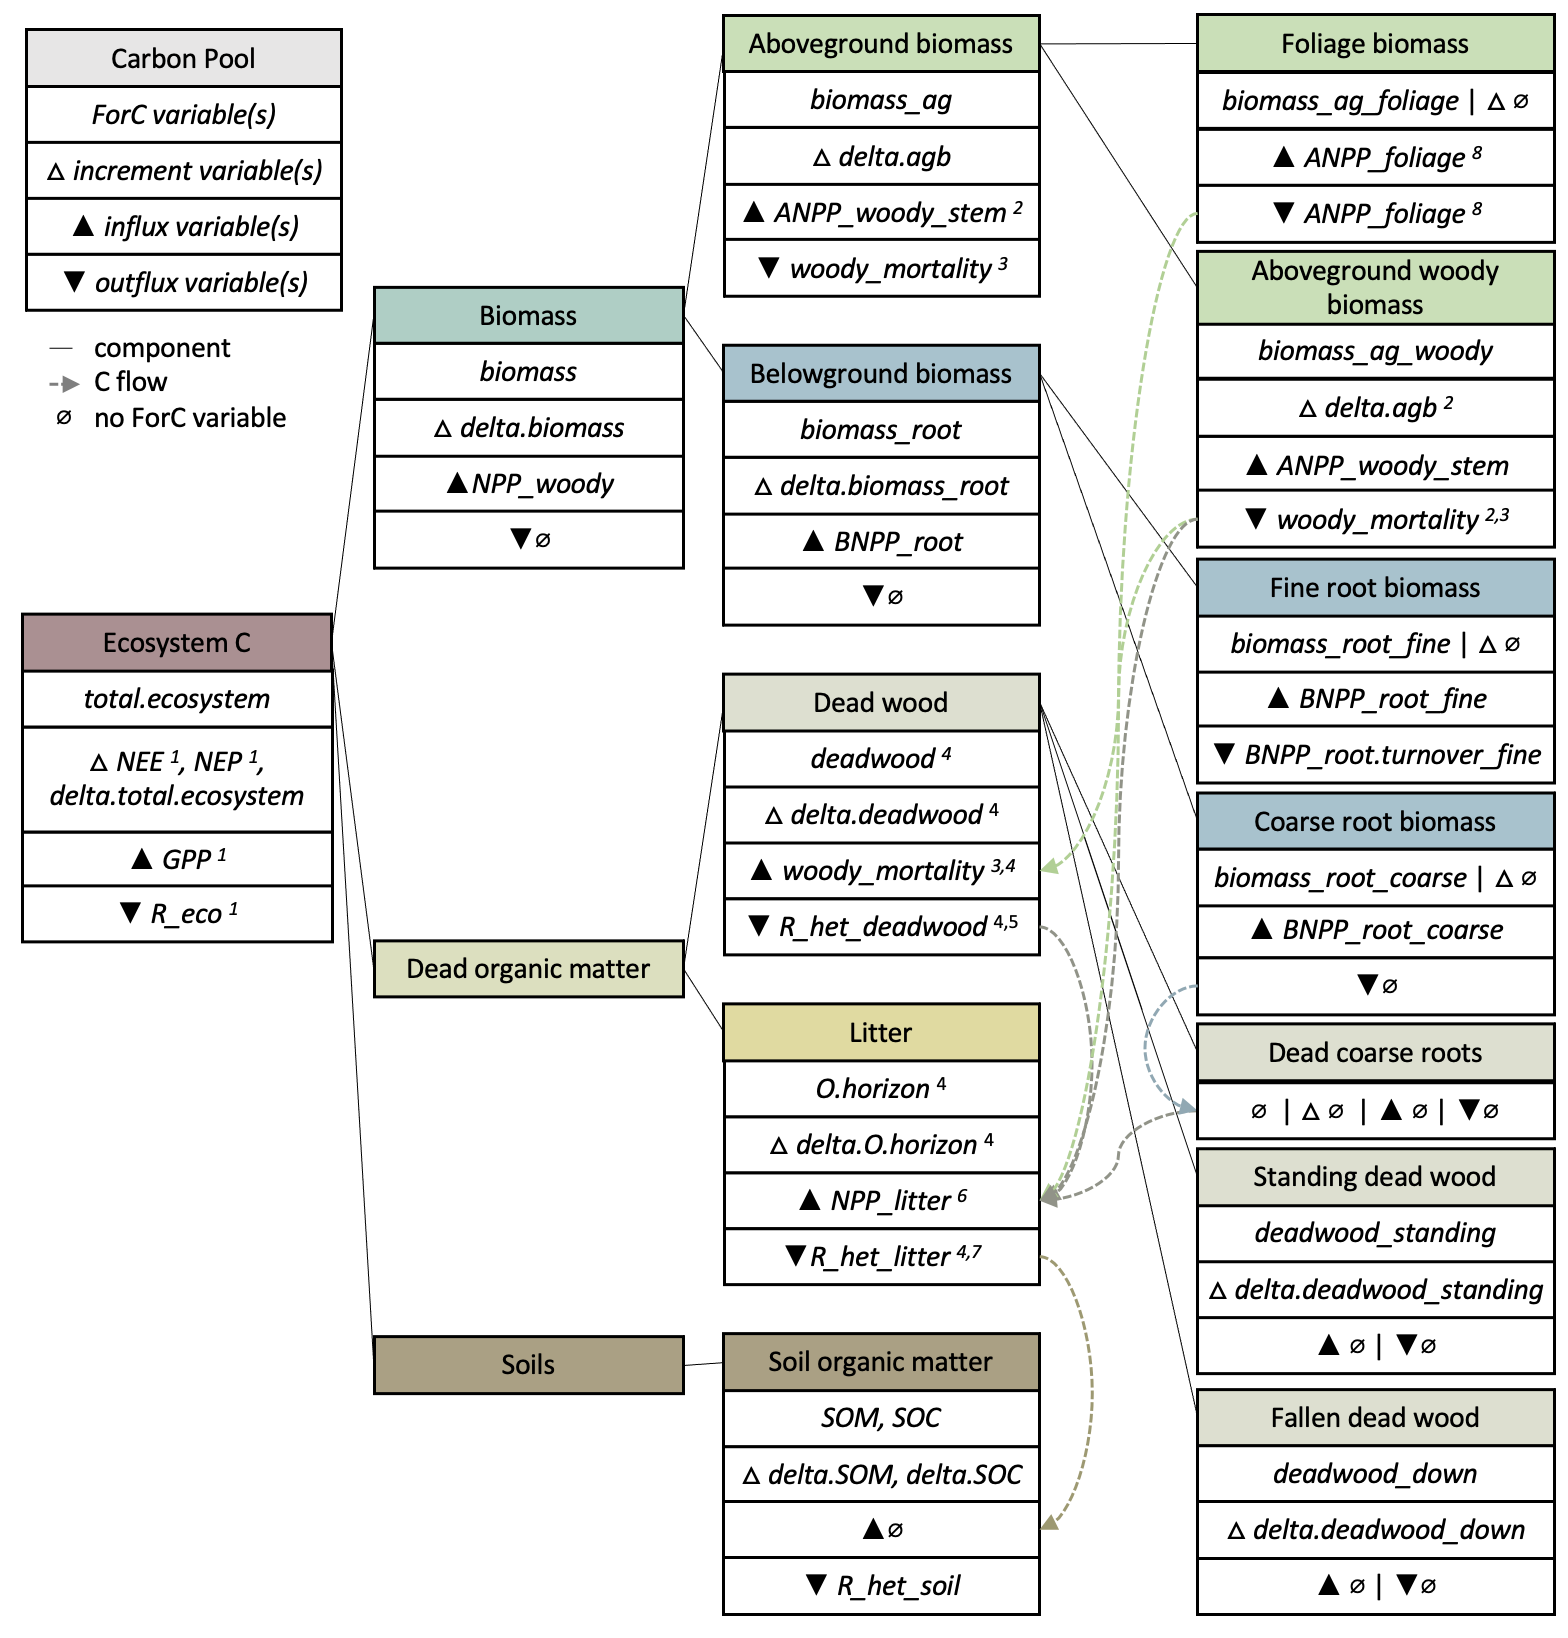 Carbon Pool
ForC variable(s)
△ increment variable(s)
▲ influx variable(s)
▼ outflux variable(s)
component
C flow
∅ no ForC variable
Ecosystem C
total.ecosystem
△ NEE 1, NEP 1,
delta.total.ecosystem
▲ GPP 1
▼ R_eco 1
Biomass
biomass
△ delta.biomass
▲ NPP_woody
▼ ∅
Dead organic matter
Soils
Aboveground biomass
biomass_ag
△ delta.agb
▲ ANPP_woody_stem 2
▼ woody_mortality 3
Belowground biomass
biomass_root
△ delta.biomass_root
▲ BNPP_root
▼ ∅
Dead wood
deadwood 4
△ delta.deadwood 4
▲ woody_mortality 3,4
▼ R_het_deadwood 4,5
Litter
O.horizon 4
△ delta.O.horizon 4
▲ NPP_litter 6
▼ R_het_litter 4,7
Soil organic matter
SOM, SOC
△ delta.SOM, delta.SOC
▲ ∅
▼ R_het_soil
Foliage biomass
biomass_ag_foliage | △ ∅
▲ ANPP_foliage 8
▼ ANPP_foliage 8
Aboveground woody
biomass
biomass_ag_woody
△ delta.agb 2
▲ ANPP_woody_stem
▼ woody_mortality 2,3
Fine root biomass
biomass_root_fine | △ ∅
▲ BNPP_root_fine
▼ BNPP_root.turnover_fine
Coarse root biomass
biomass_root_coarse | △ ∅
▲ BNPP_root_coarse
▼ ∅
Dead coarse roots
∅ | △ ∅ | ▲ ∅ | ▼ ∅
Standing dead wood
deadwood_standing
△ delta.deadwood_standing
▲ ∅ | ▼ ∅
Fallen dead wood
deadwood_down
△ delta.deadwood_down
▲ ∅ | ▼ ∅